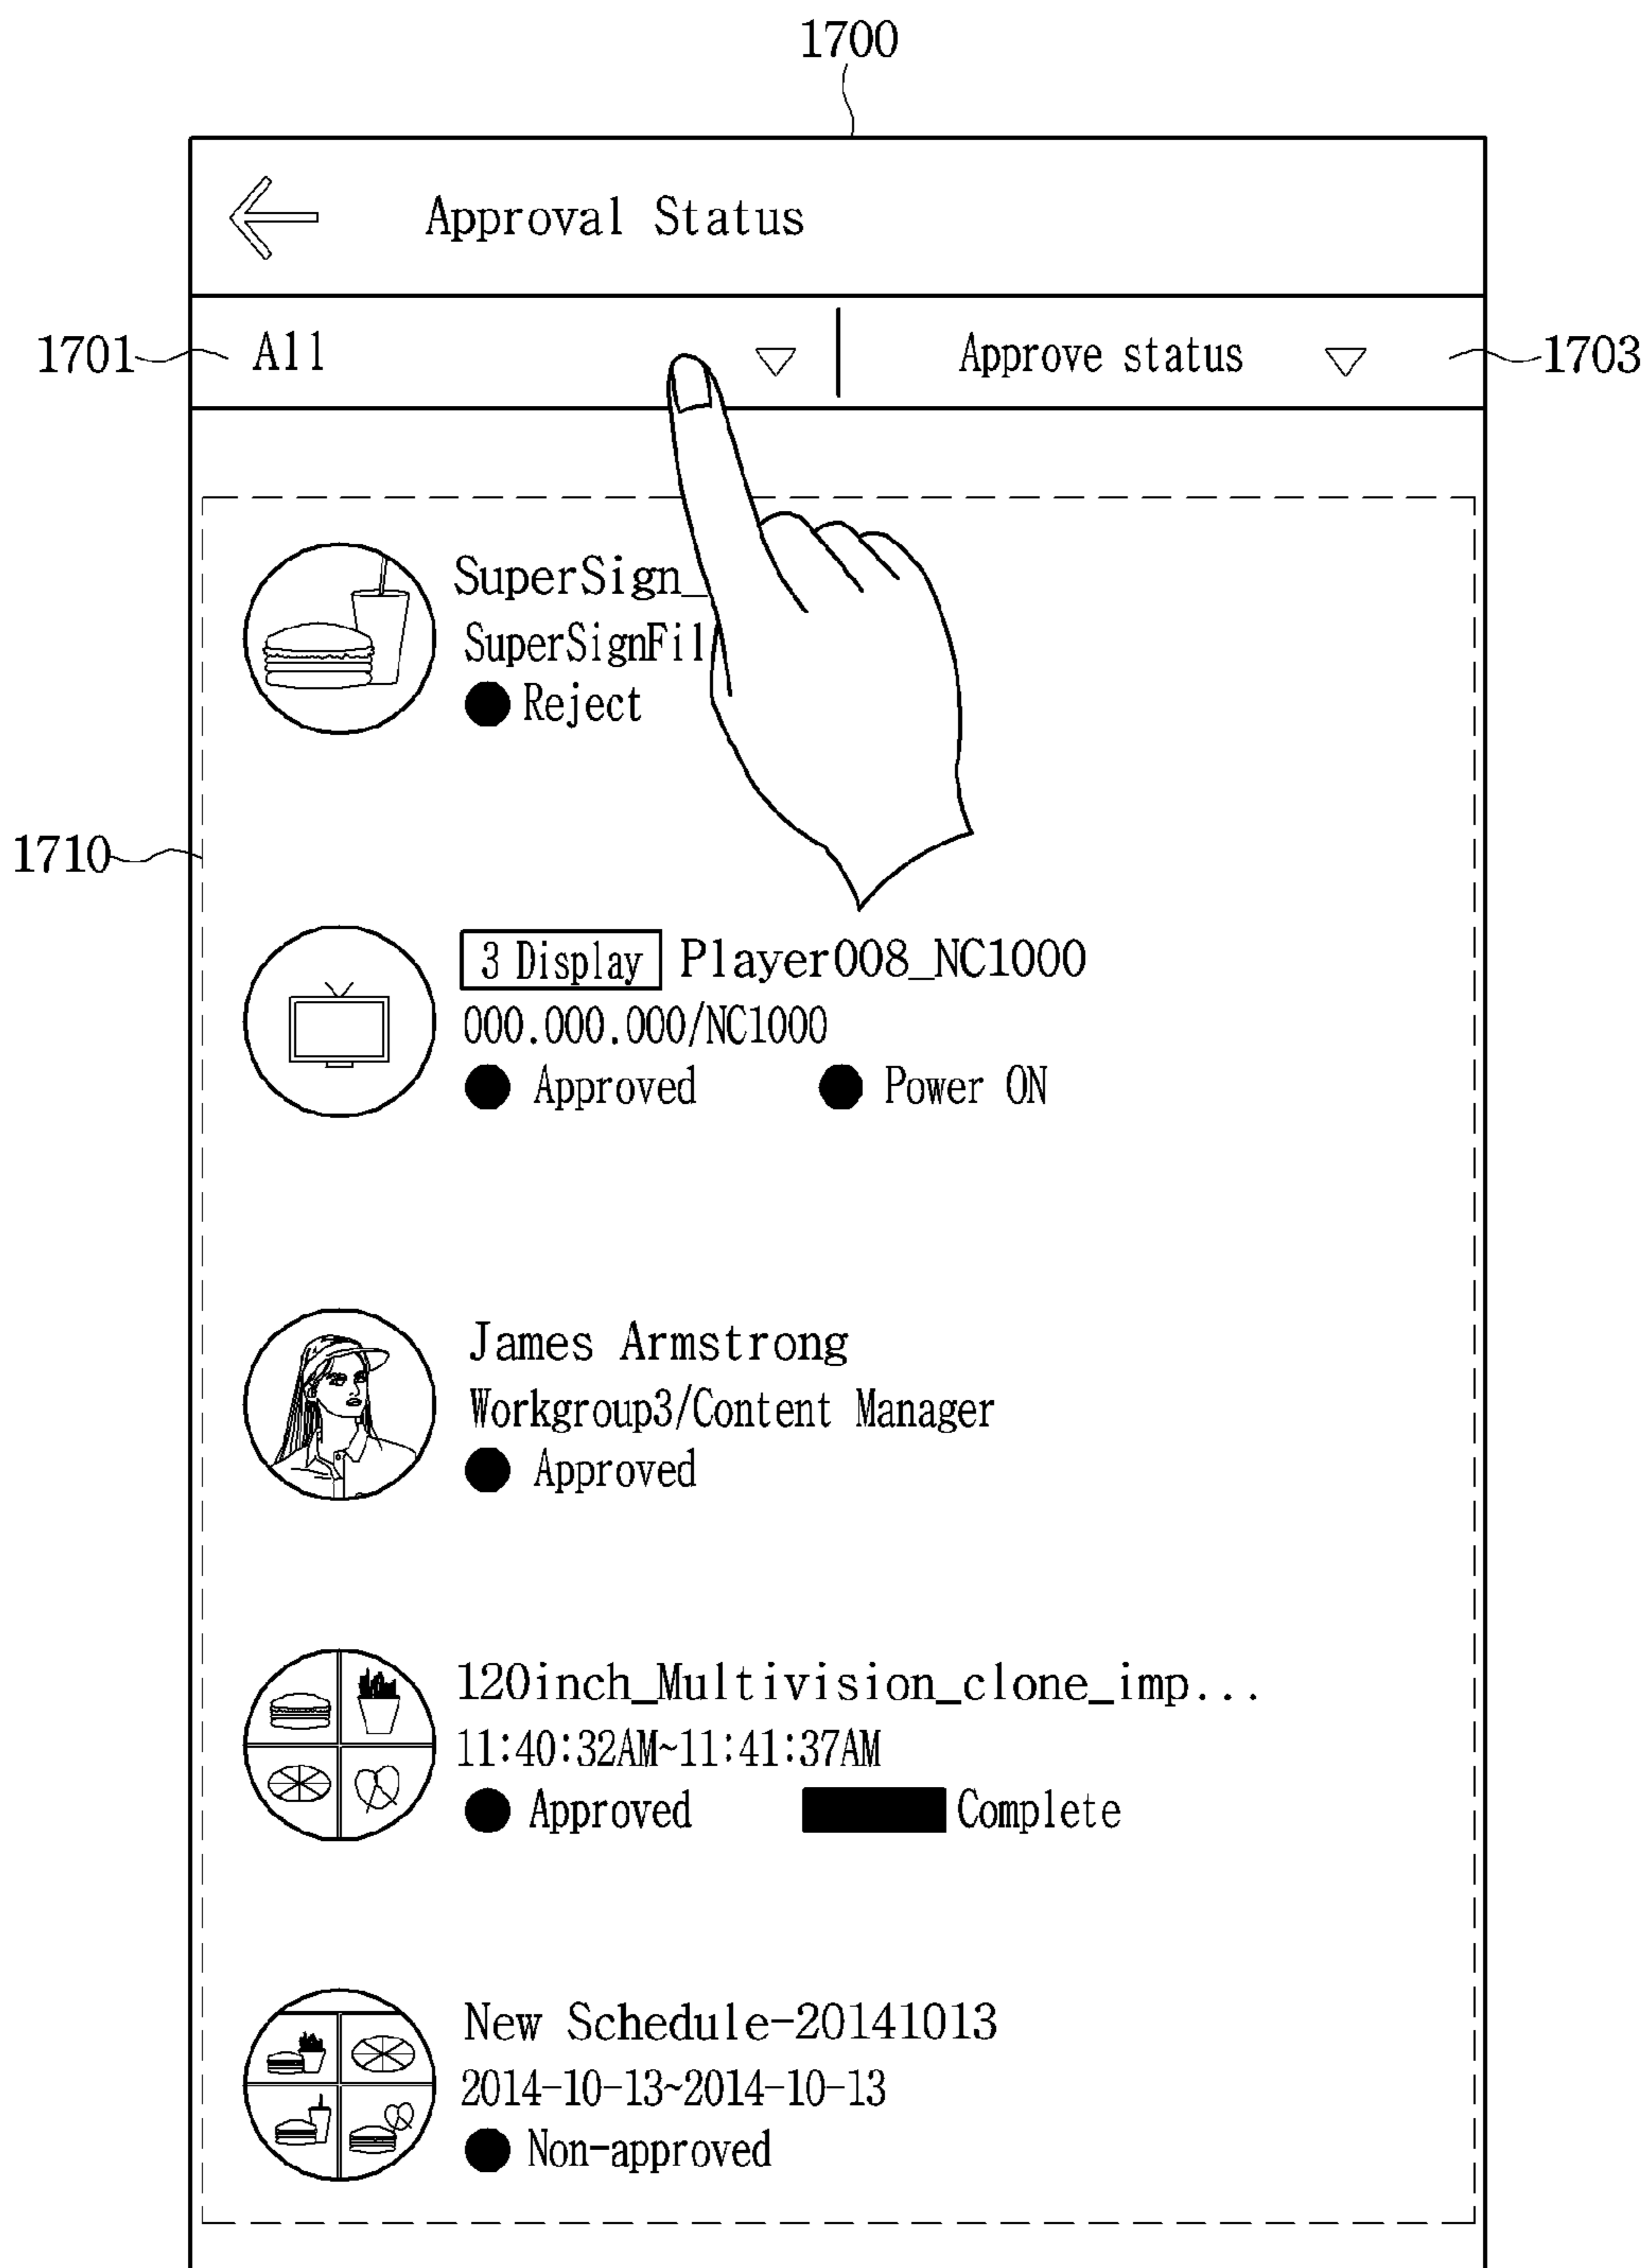 1700
Approval Status
1701 All Approve status 1703
SuperSign_
SuperSignFil
Reject
1710
3 Display Player008_NC1000
000.000.000/NC1000
Approved Power ON
James Armstrong
Workgroup3/Content Manager
Approved
120inch_Multivision_clone_imp...
11:40:32AM~11:41:37AM
Approved Complete
New Schedule-20141013
2014-10-13~2014-10-13
Non-approved